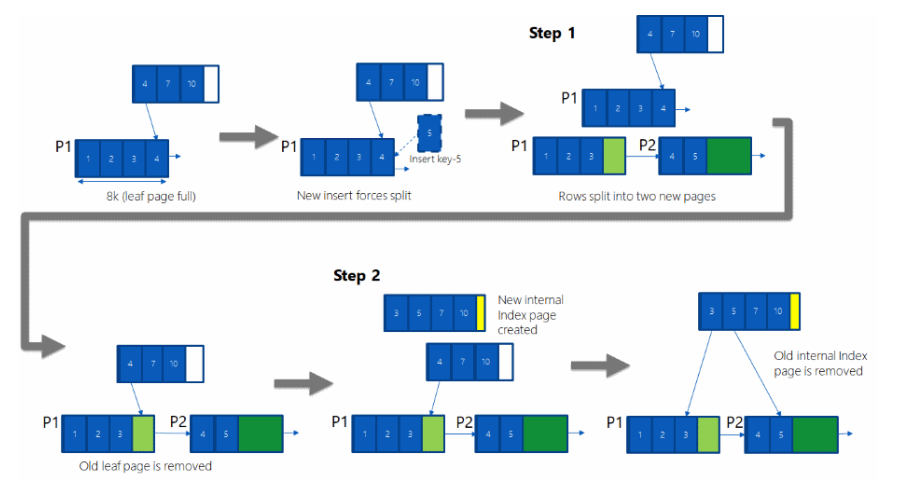 Step 1
4 7 10
4 7 10
4 7 10
P1
1 2 3 4
8k (leaf page full)
P1
1 2 3 4
5
Insert key-5
New insert forces split
P1
1 2 3 4
P1
1 2 3
P2
4 5
Rows split into two new pages
Step 2
4 7 10
P1
1 2 3
P2
4 5
Old leaf page is removed
3 5 7 10
New internal
Index page
created
4 7 10
P1
1 2 3
P2
4 5
3 5 7 10
Old internal Index
page is removed
P1
1 2 3
P2
4 5